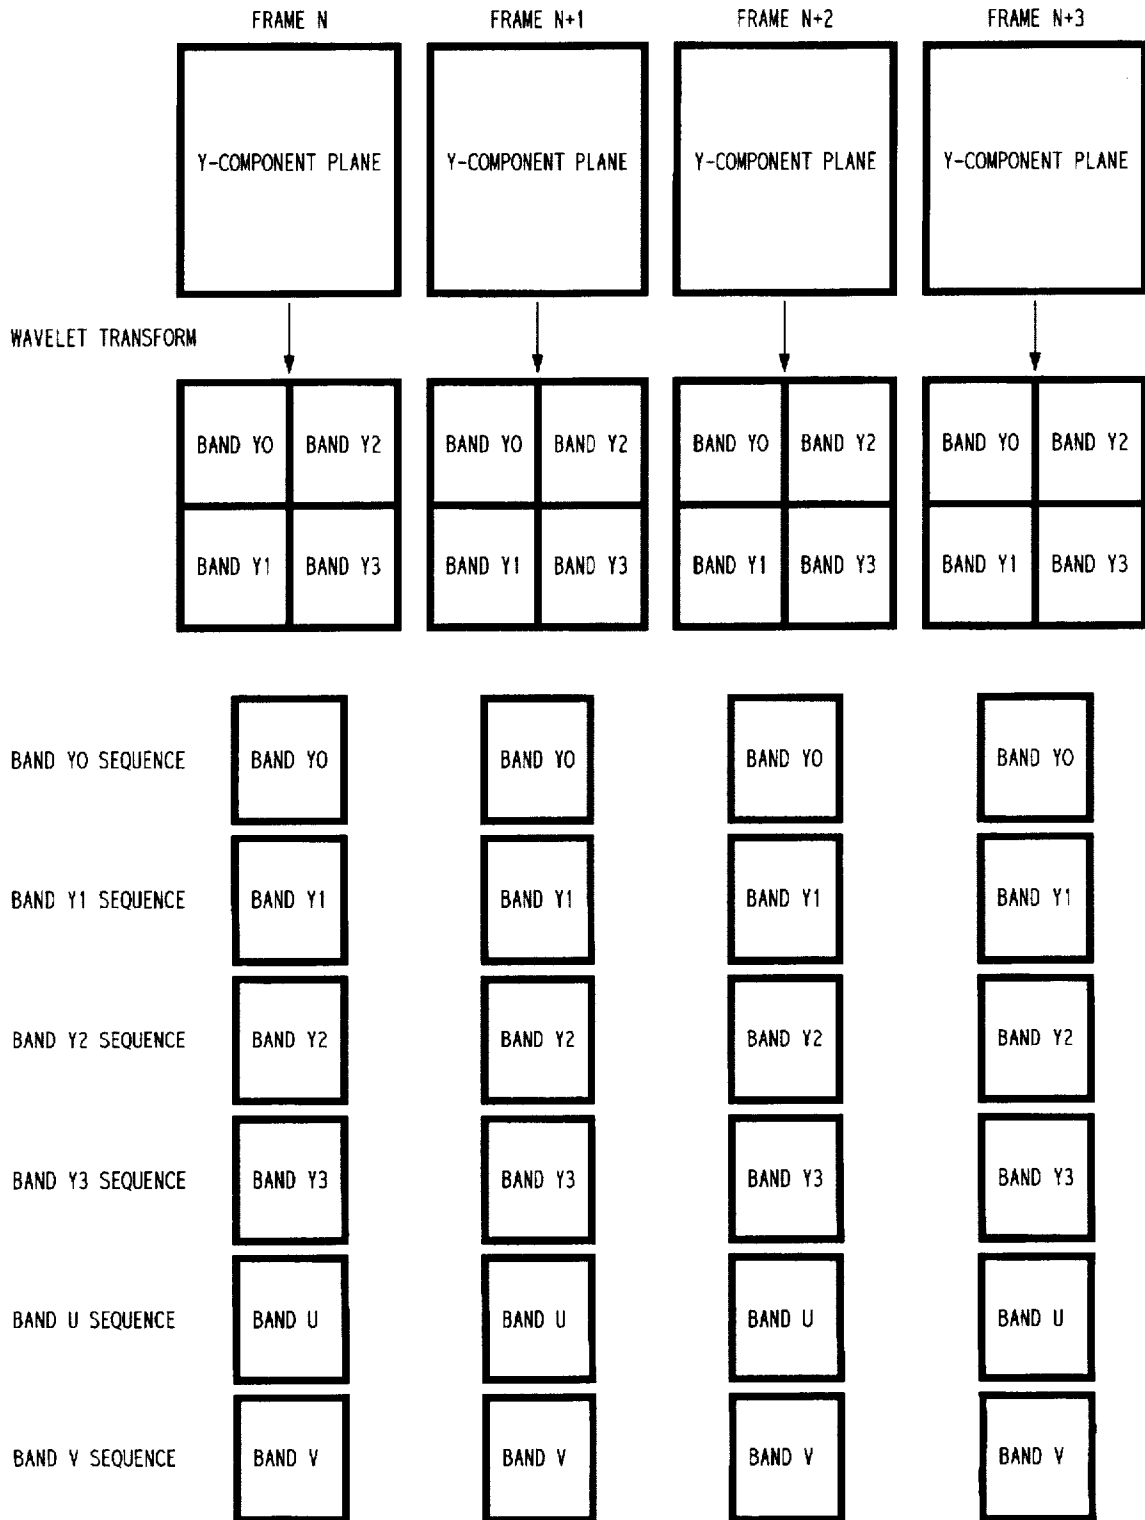 FRAME N FRAME N+1 FRAME N+2 FRAME N+3
Y-COMPONENT PLANE Y-COMPONENT PLANE Y-COMPONENT PLANE Y-COMPONENT PLANE
WAVELET TRANSFORM
BAND Y0 BAND Y2 BAND Y0 BAND Y2 BAND Y0 BAND Y2 BAND Y0 BAND Y2
BAND Y1 BAND Y3 BAND Y1 BAND Y3 BAND Y1 BAND Y3 BAND Y1 BAND Y3
BAND Y0 SEQUENCE BAND Y0 BAND Y0 BAND Y0 BAND Y0
BAND Y1 SEQUENCE BAND Y1 BAND Y1 BAND Y1 BAND Y1
BAND Y2 SEQUENCE BAND Y2 BAND Y2 BAND Y2 BAND Y2
BAND Y3 SEQUENCE BAND Y3 BAND Y3 BAND Y3 BAND Y3
BAND U SEQUENCE BAND U BAND U BAND U BAND U
BAND V SEQUENCE BAND V BAND V BAND V BAND V